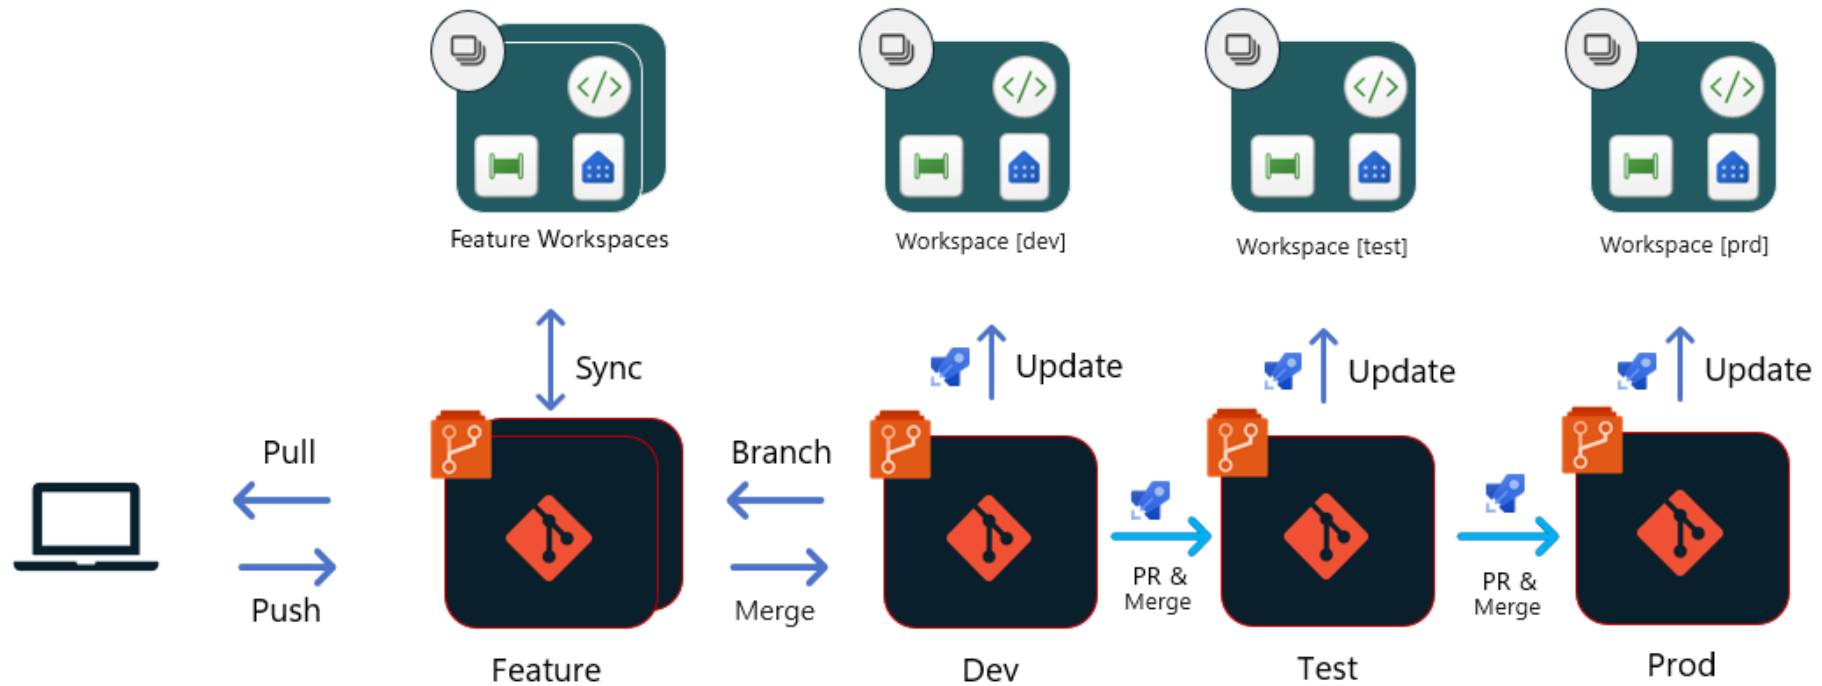 Feature Workspaces
Workspace [dev]
Workspace [test]
Workspace [prd]
Sync
Update
Update
Update
Pull
Push
Branch
Merge
PR &
Merge
PR &
Merge
Feature
Dev
Test
Prod